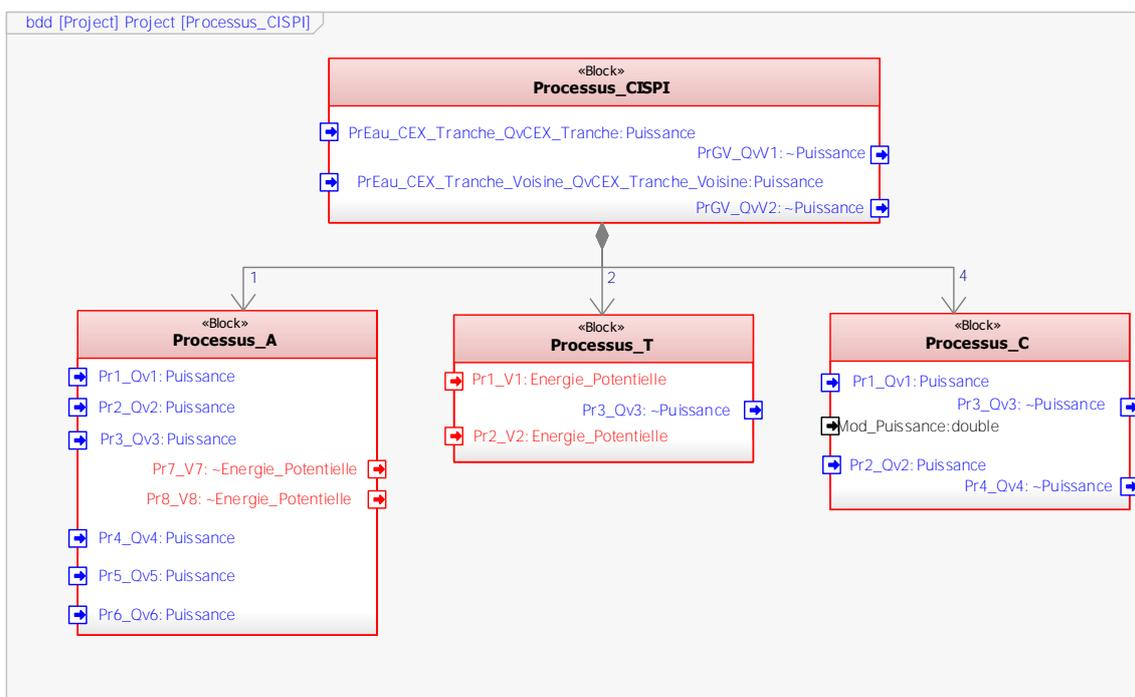 bdd [Project] Project [Processus_CISPI]
«Block»
Processus_CISPI
PrEau_CEX_Tranche_QvCEX_Tranche: Puissance
PrGV_QvV1: ~Puissance
PrEau_CEX_Tranche_Voisine_QvCEX_Tranche_Voisine: Puissance
PrGV_QvV2: ~Puissance
1
2
4
«Block»
Processus_A
Pr1_Qv1: Puissance
Pr2_Qv2: Puissance
Pr3_Qv3: Puissance
Pr7_V7: ~Energie_Potentielle
Pr8_V8: ~Energie_Potentielle
Pr4_Qv4: Puissance
Pr5_Qv5: Puissance
Pr6_Qv6: Puissance
«Block»
Processus_T
Pr1_V1: Energie_Potentielle
Pr3_Qv3: ~Puissance
Pr2_V2: Energie_Potentielle
«Block»
Processus_C
Pr1_Qv1: Puissance
Pr3_Qv3: ~Puissance
Mod_Puissance: double
Pr2_Qv2: Puissance
Pr4_Qv4: ~Puissance